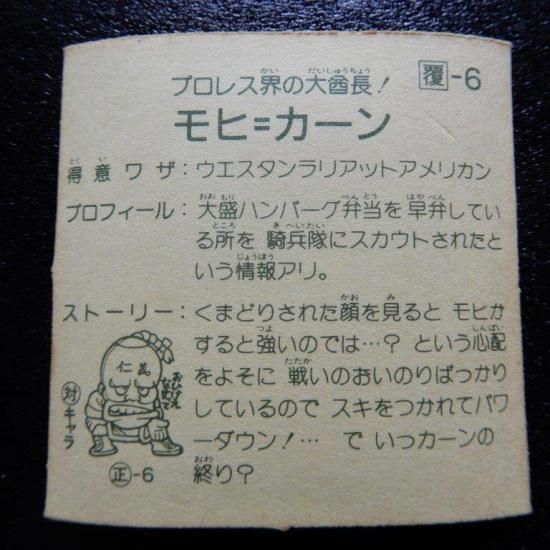 プロレス界の大酋長! 覆-6
モヒ=カーン
得意ワザ:ウエスタンラリアットアメリカン
プロフィール:大盛ハンバーグ弁当を早弁してい
る所を騎兵隊にスカウトされたと
いう情報アリ。
ストーリー:くまどりされた顔を見ると モヒか
すると強いのでは…? という心配
をよそに 戦いのおいのりばっかり
しているので スキをつかれてパワ
ーダウン!… で いっカーンの
終り?
仁義
対キャラ
正-6